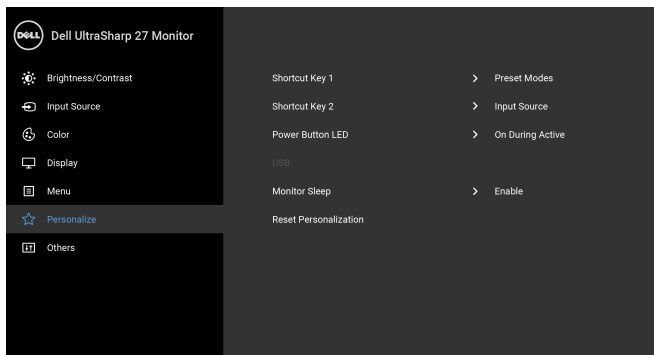 DELL Dell UltraSharp 27 Monitor
Brightness/Contrast Shortcut Key 1 Preset Modes
Input Source Shortcut Key 2 Input Source
Color Power Button LED On During Active
Display USB
Menu Monitor Sleep Enable
Personalize Reset Personalization
Others